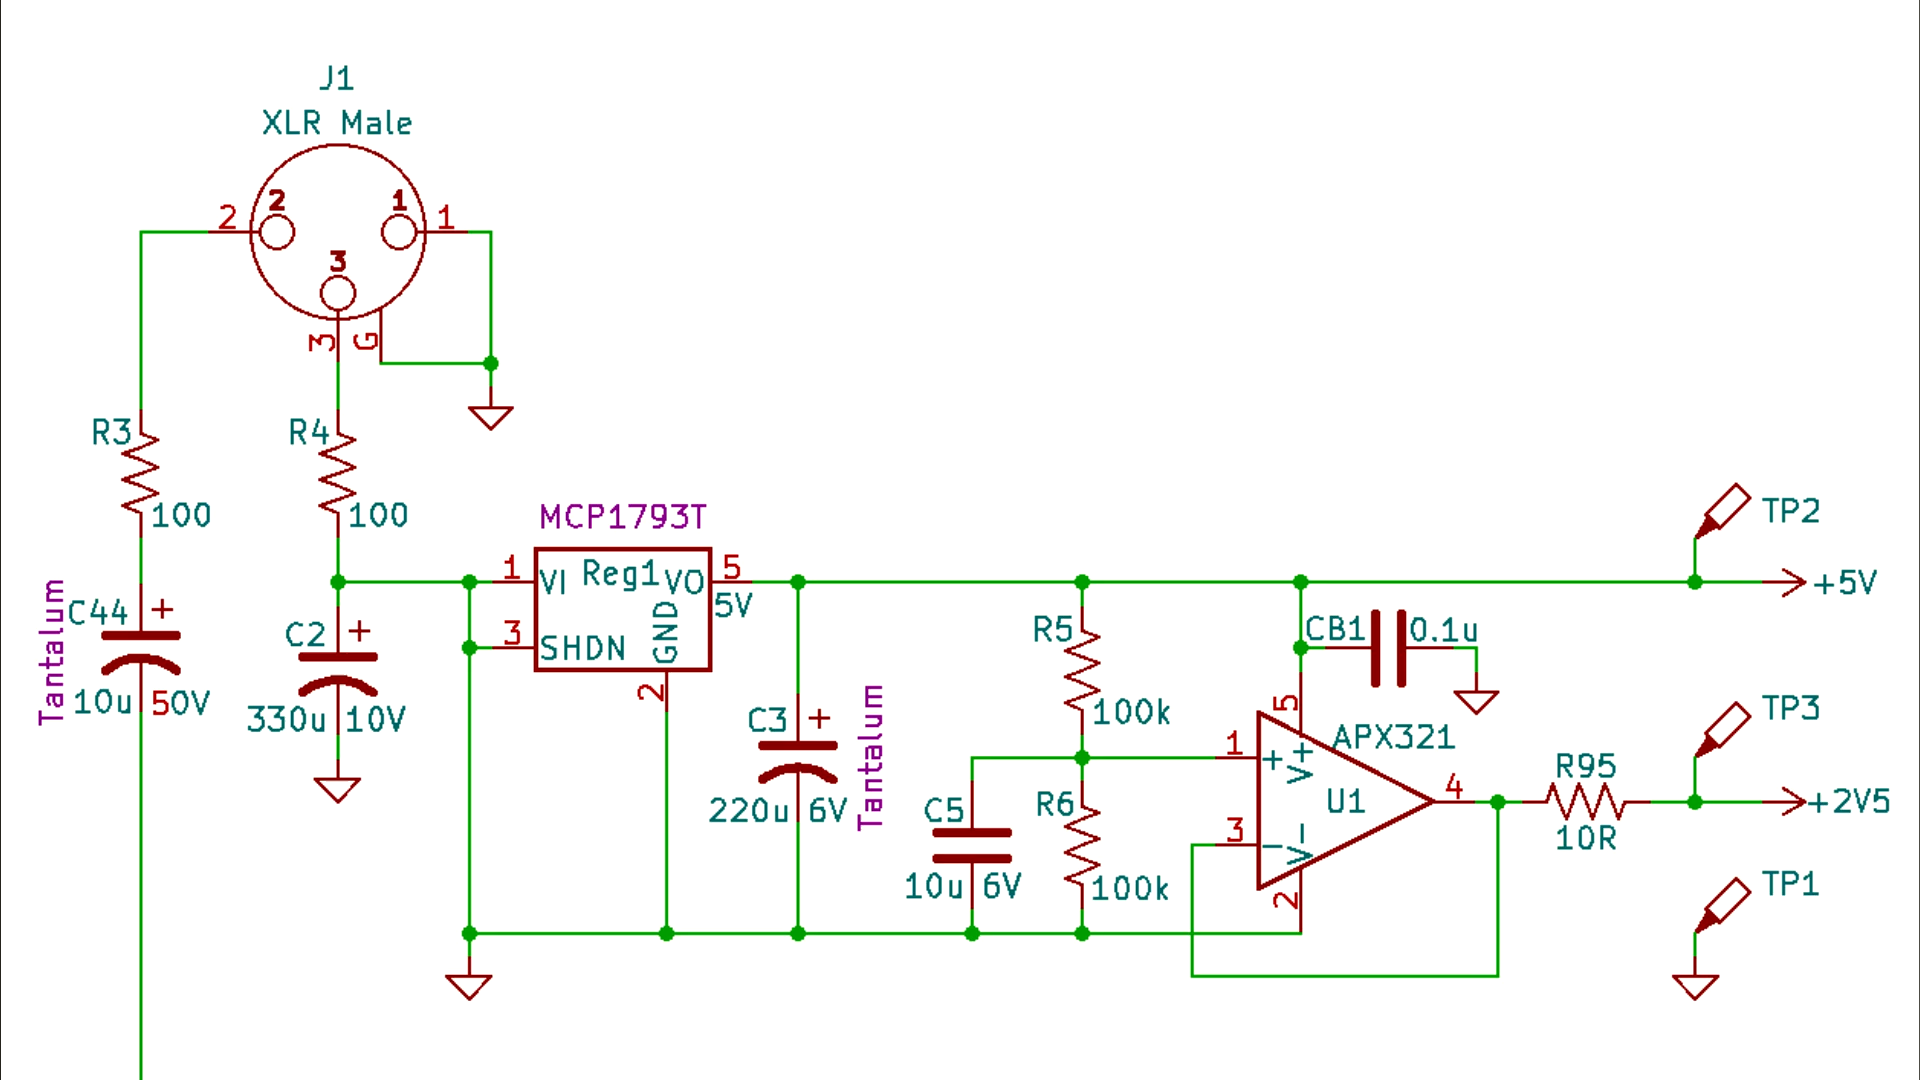 J1
XLR Male
2
2
1
1
3
3
G
R3
100
R4
100
MCP1793T
1
VI
Reg1
VO
5
5V
3
SHDN
GND
2
Tantalum
C44
+
10u
50V
C2
+
330u
10V
C3
+
220u
6V
Tantalum
R5
100k
C5
10u
6V
R6
100k
CB1
0.1u
APX321
5
1
+
V+
U1
4
3
−
V−
2
R95
10R
TP2
+5V
TP3
+2V5
TP1